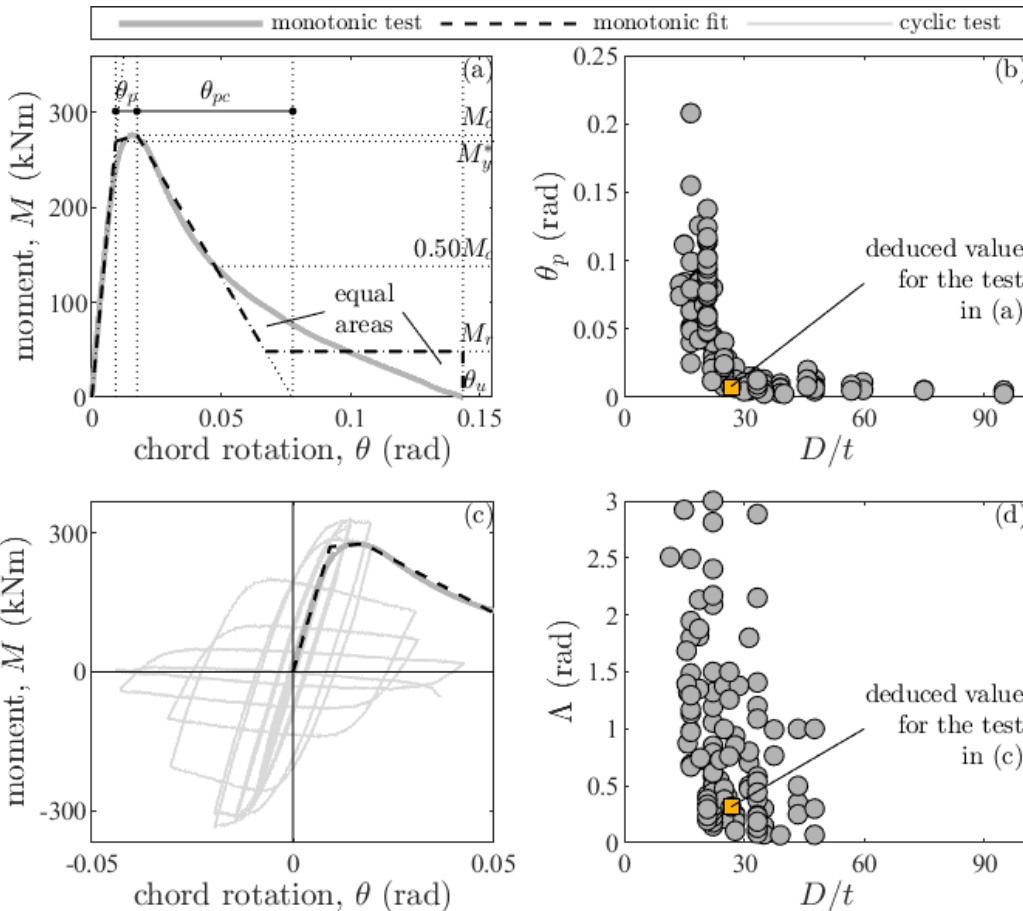 monotonic test monotonic fit cyclic test
(a)
θp θpc
Mc
My*
0.50Mc
equal
areas
Mr
θu
300
200
100
0
0 0.05 0.1 0.15
moment, M (kNm)
chord rotation, θ (rad)
(b)
0.25
0.2
0.15
0.1
0.05
0
0 30 60 90
θp (rad)
D/t
deduced value
for the test
in (a)
(c)
300
0
-300
-0.05 0 0.05
moment, M (kNm)
chord rotation, θ (rad)
(d)
3
2.5
2
1.5
1
0.5
0
0 30 60 90
Λ (rad)
D/t
deduced value
for the test
in (c)